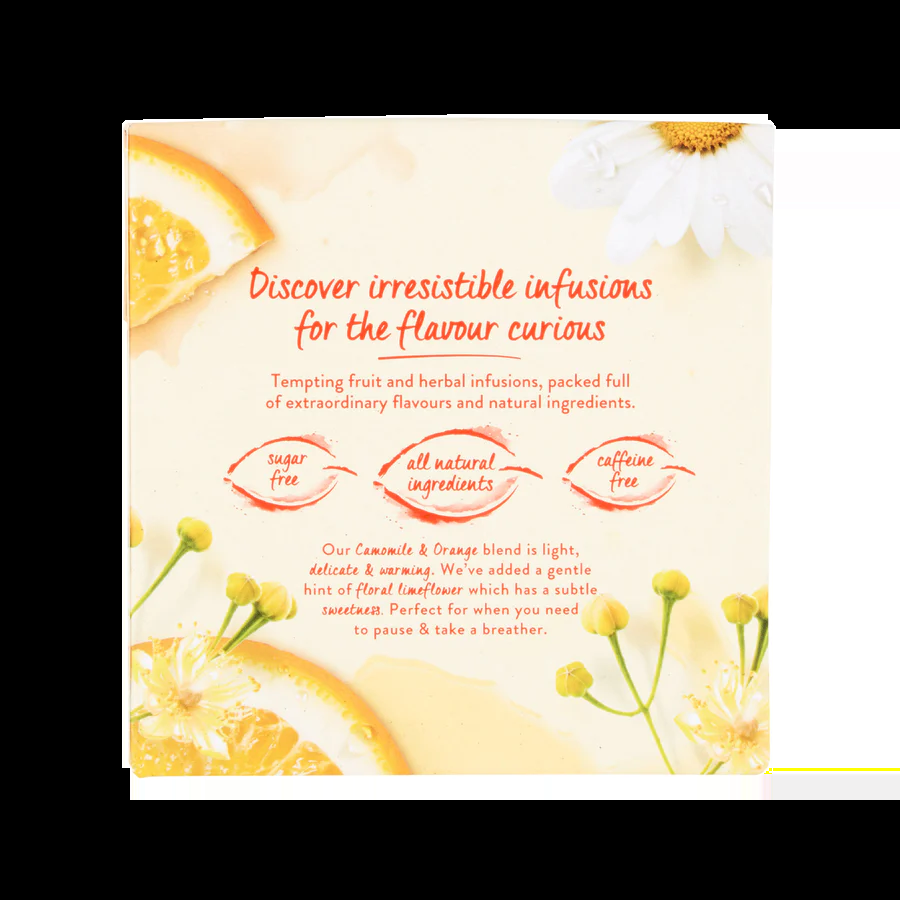 Discover irresistible infusions
for the flavour curious
Tempting fruit and herbal infusions, packed full
of extraordinary flavours and natural ingredients.
sugar
free
all natural
ingredients
caffeine
free
Our Camomile & Orange blend is light,
delicate & warming. We've added a gentle
hint of floral limeflower which has a subtle
sweetness. Perfect for when you need
to pause & take a breather.